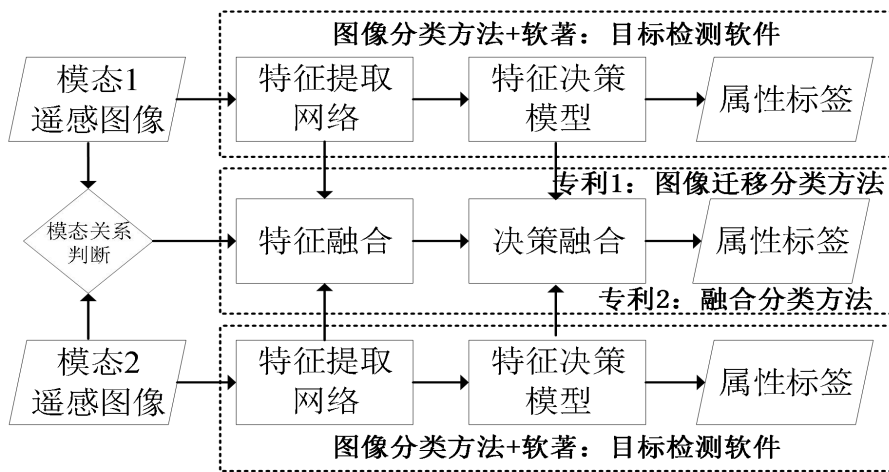 图像分类方法+软著：目标检测软件
模态1
遥感图像
特征提取
网络
特征决策
模型
属性标签
专利1：图像迁移分类方法
模态关系
判断
特征融合
决策融合
属性标签
专利2：融合分类方法
模态2
遥感图像
特征提取
网络
特征决策
模型
属性标签
图像分类方法+软著：目标检测软件